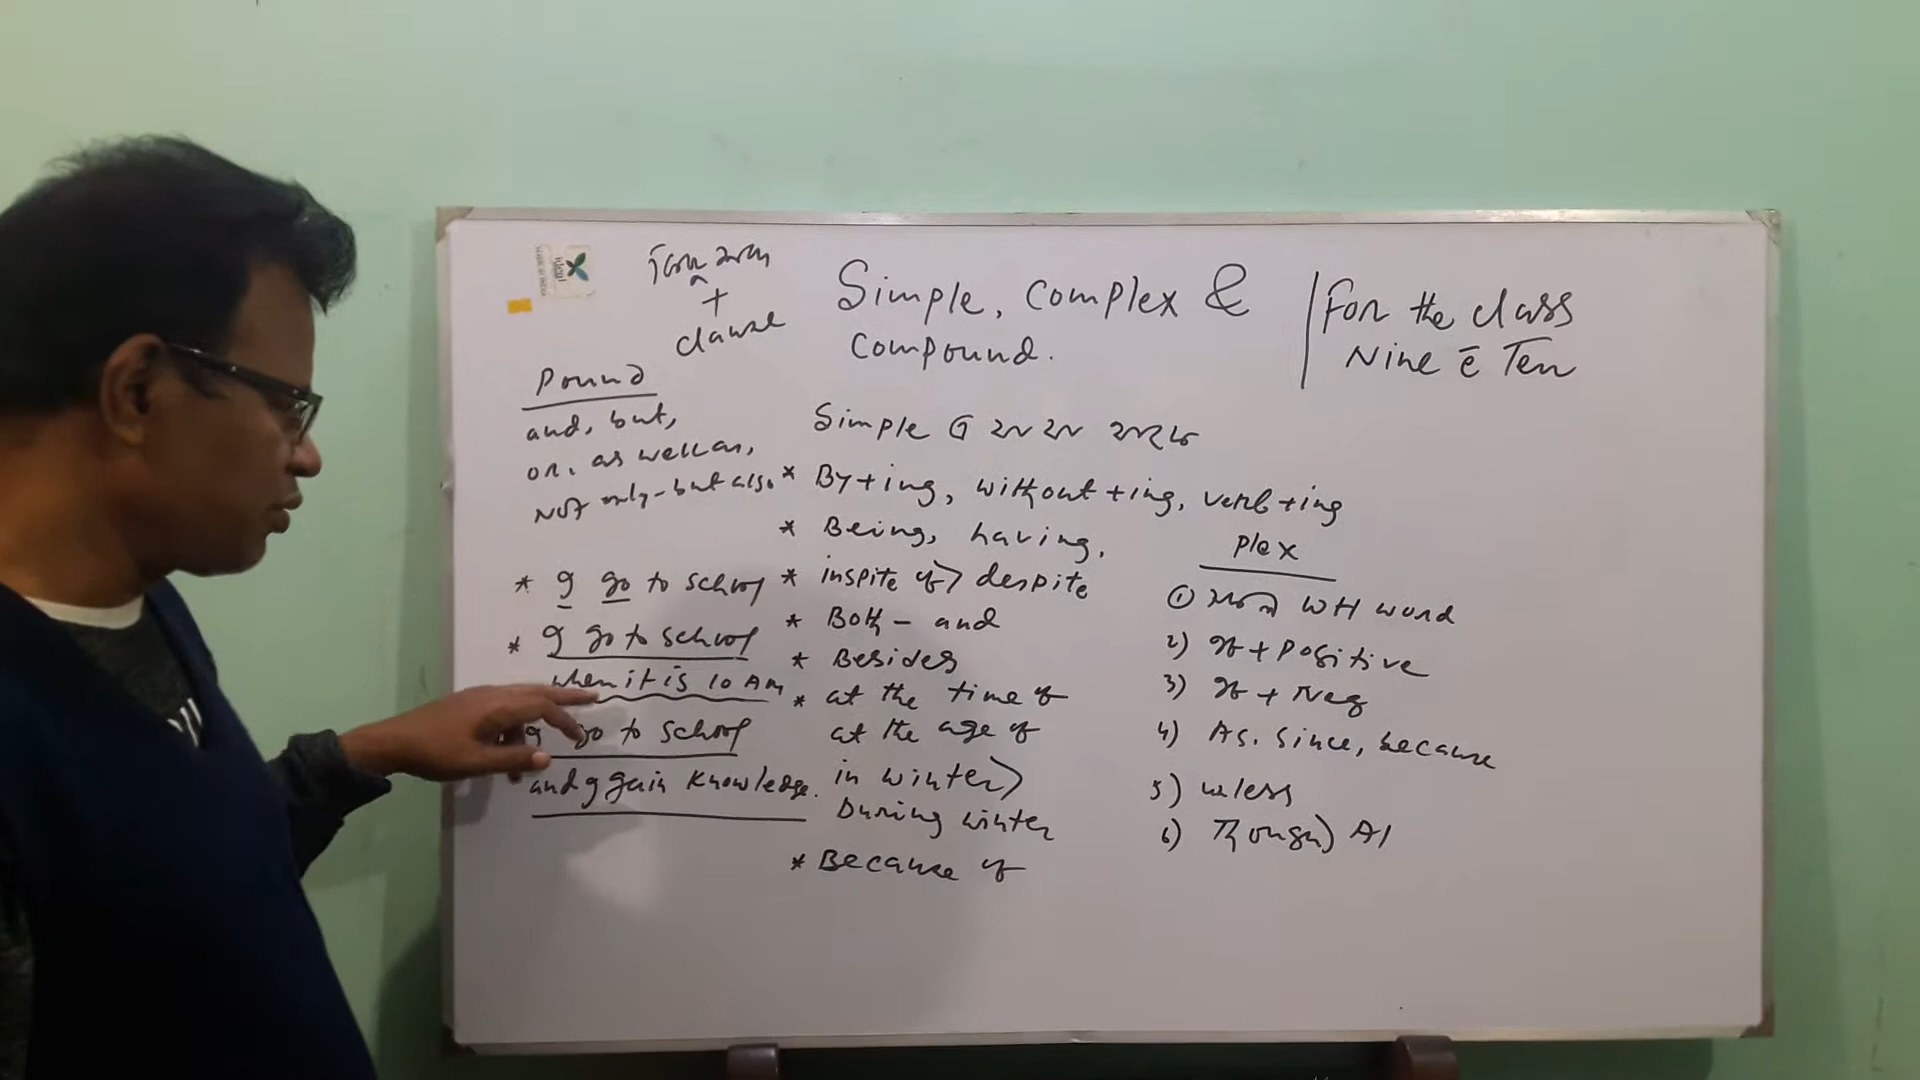 Simple, Complex &
Compound.
For the class
Nine ē Ten
+
clause
Pound
and, but,
or, as well as,
Not only - but also
* I go to school
* I go to school
when it is 10 AM
I go to school
and I gain knowledge.
Simple
* By + ing, without + ing, verb + ing
* Being, having,
* inspite of) despite
* Both - and
* Besides
* at the time of
at the age of
in winter)
During winter
* Because of
Plex
① WH word
2) If + Positive
3) If + Neg
4) As, Since, because
5) unless
6) Though) Al